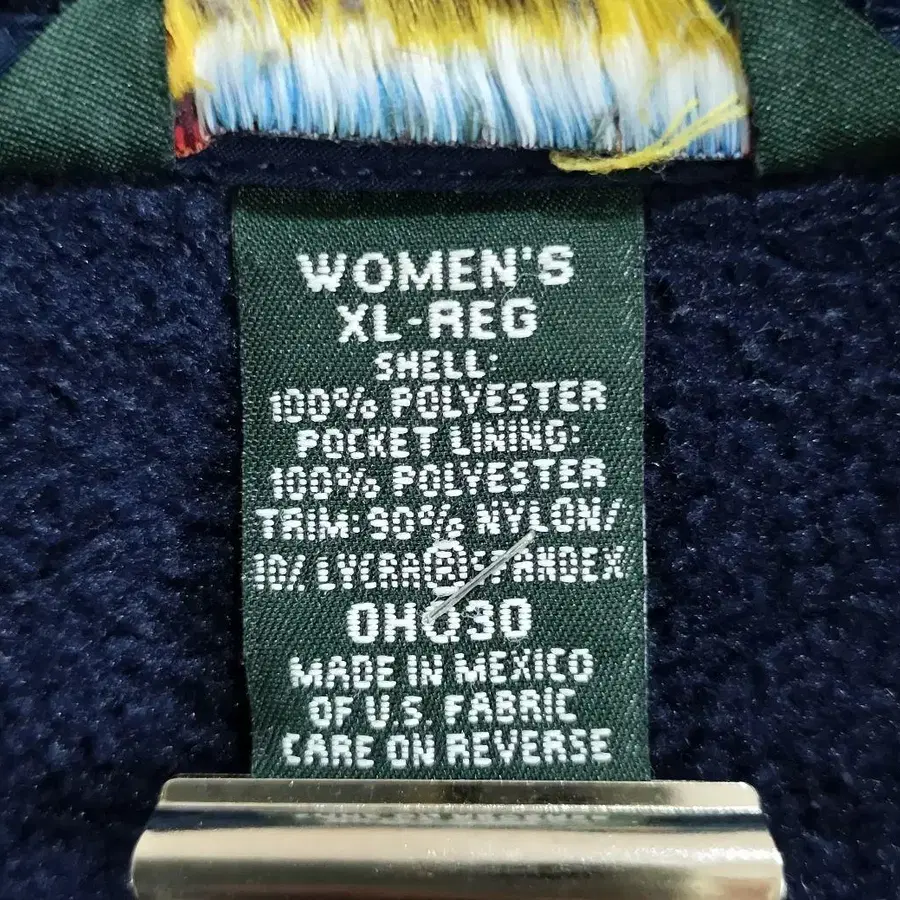 WOMEN'S
XL-REG
SHELL:
100% POLYESTER
POCKET LINING:
100% POLYESTER
TRIM: 90% NYLON/
10% LYCRA® SPANDEX
MADE IN MEXICO
OF U.S. FABRIC
CARE ON REVERSE